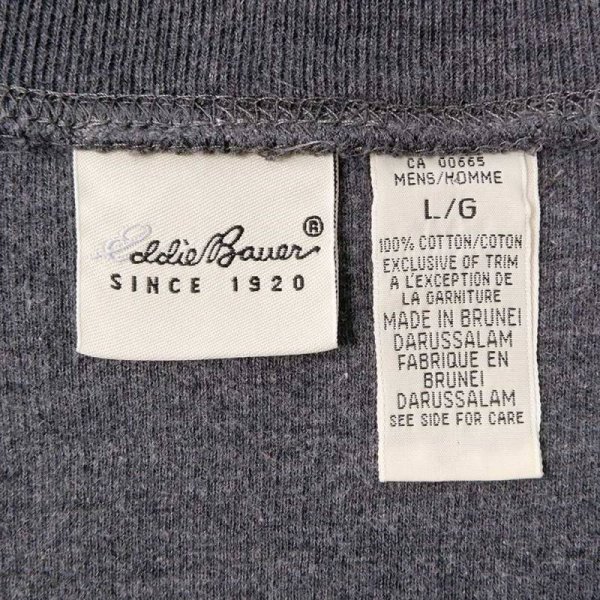 Eddie Bauer®
SINCE 1920
CA 00665
MENS/HOMME
L/G
100% COTTON/COTON
EXCLUSIVE OF TRIM
A L'EXCEPTION DE
LA GARNITURE
MADE IN BRUNEI
DARUSSALAM
FABRIQUE EN
BRUNEI
DARUSSALAM
SEE SIDE FOR CARE